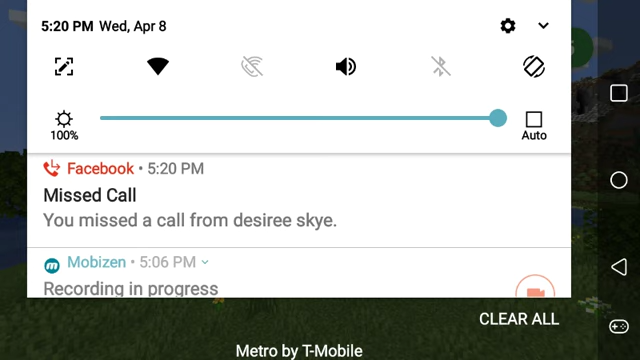 5:20 PM Wed, Apr 8
100%
Auto
Facebook • 5:20 PM
Missed Call
You missed a call from desiree skye.
Mobizen • 5:06 PM
Recording in progress
CLEAR ALL
Metro by T-Mobile